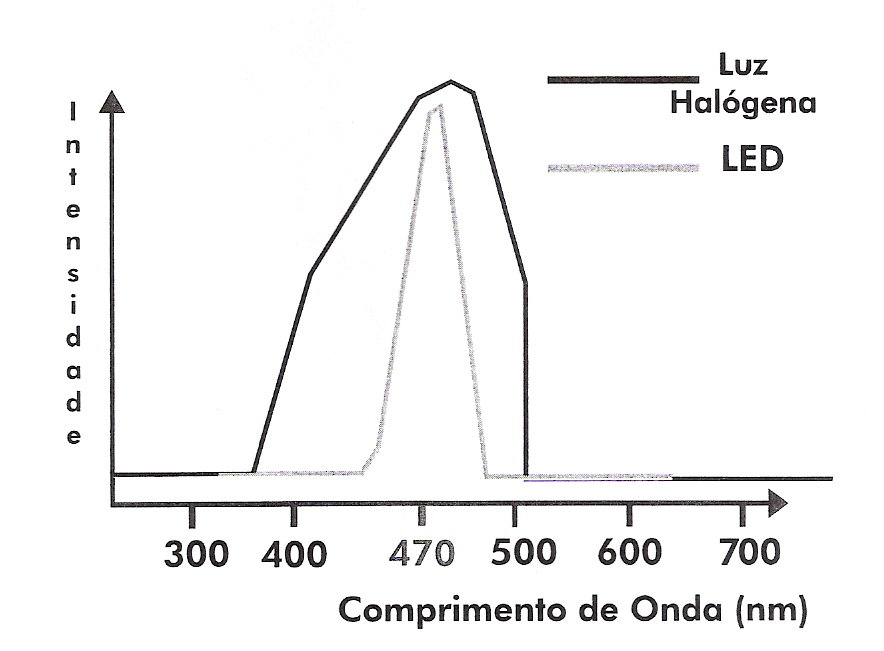 Luz
Halógena
LED
Intensidade
300 400 470 500 600 700
Comprimento de Onda (nm)